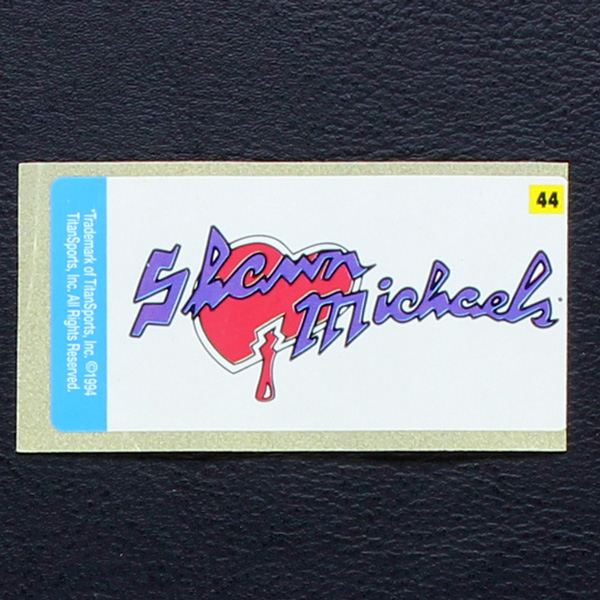 44
Shawn
Michaels
*Trademark of TitanSports, Inc. ©1994
TitanSports, Inc. All Rights Reserved.